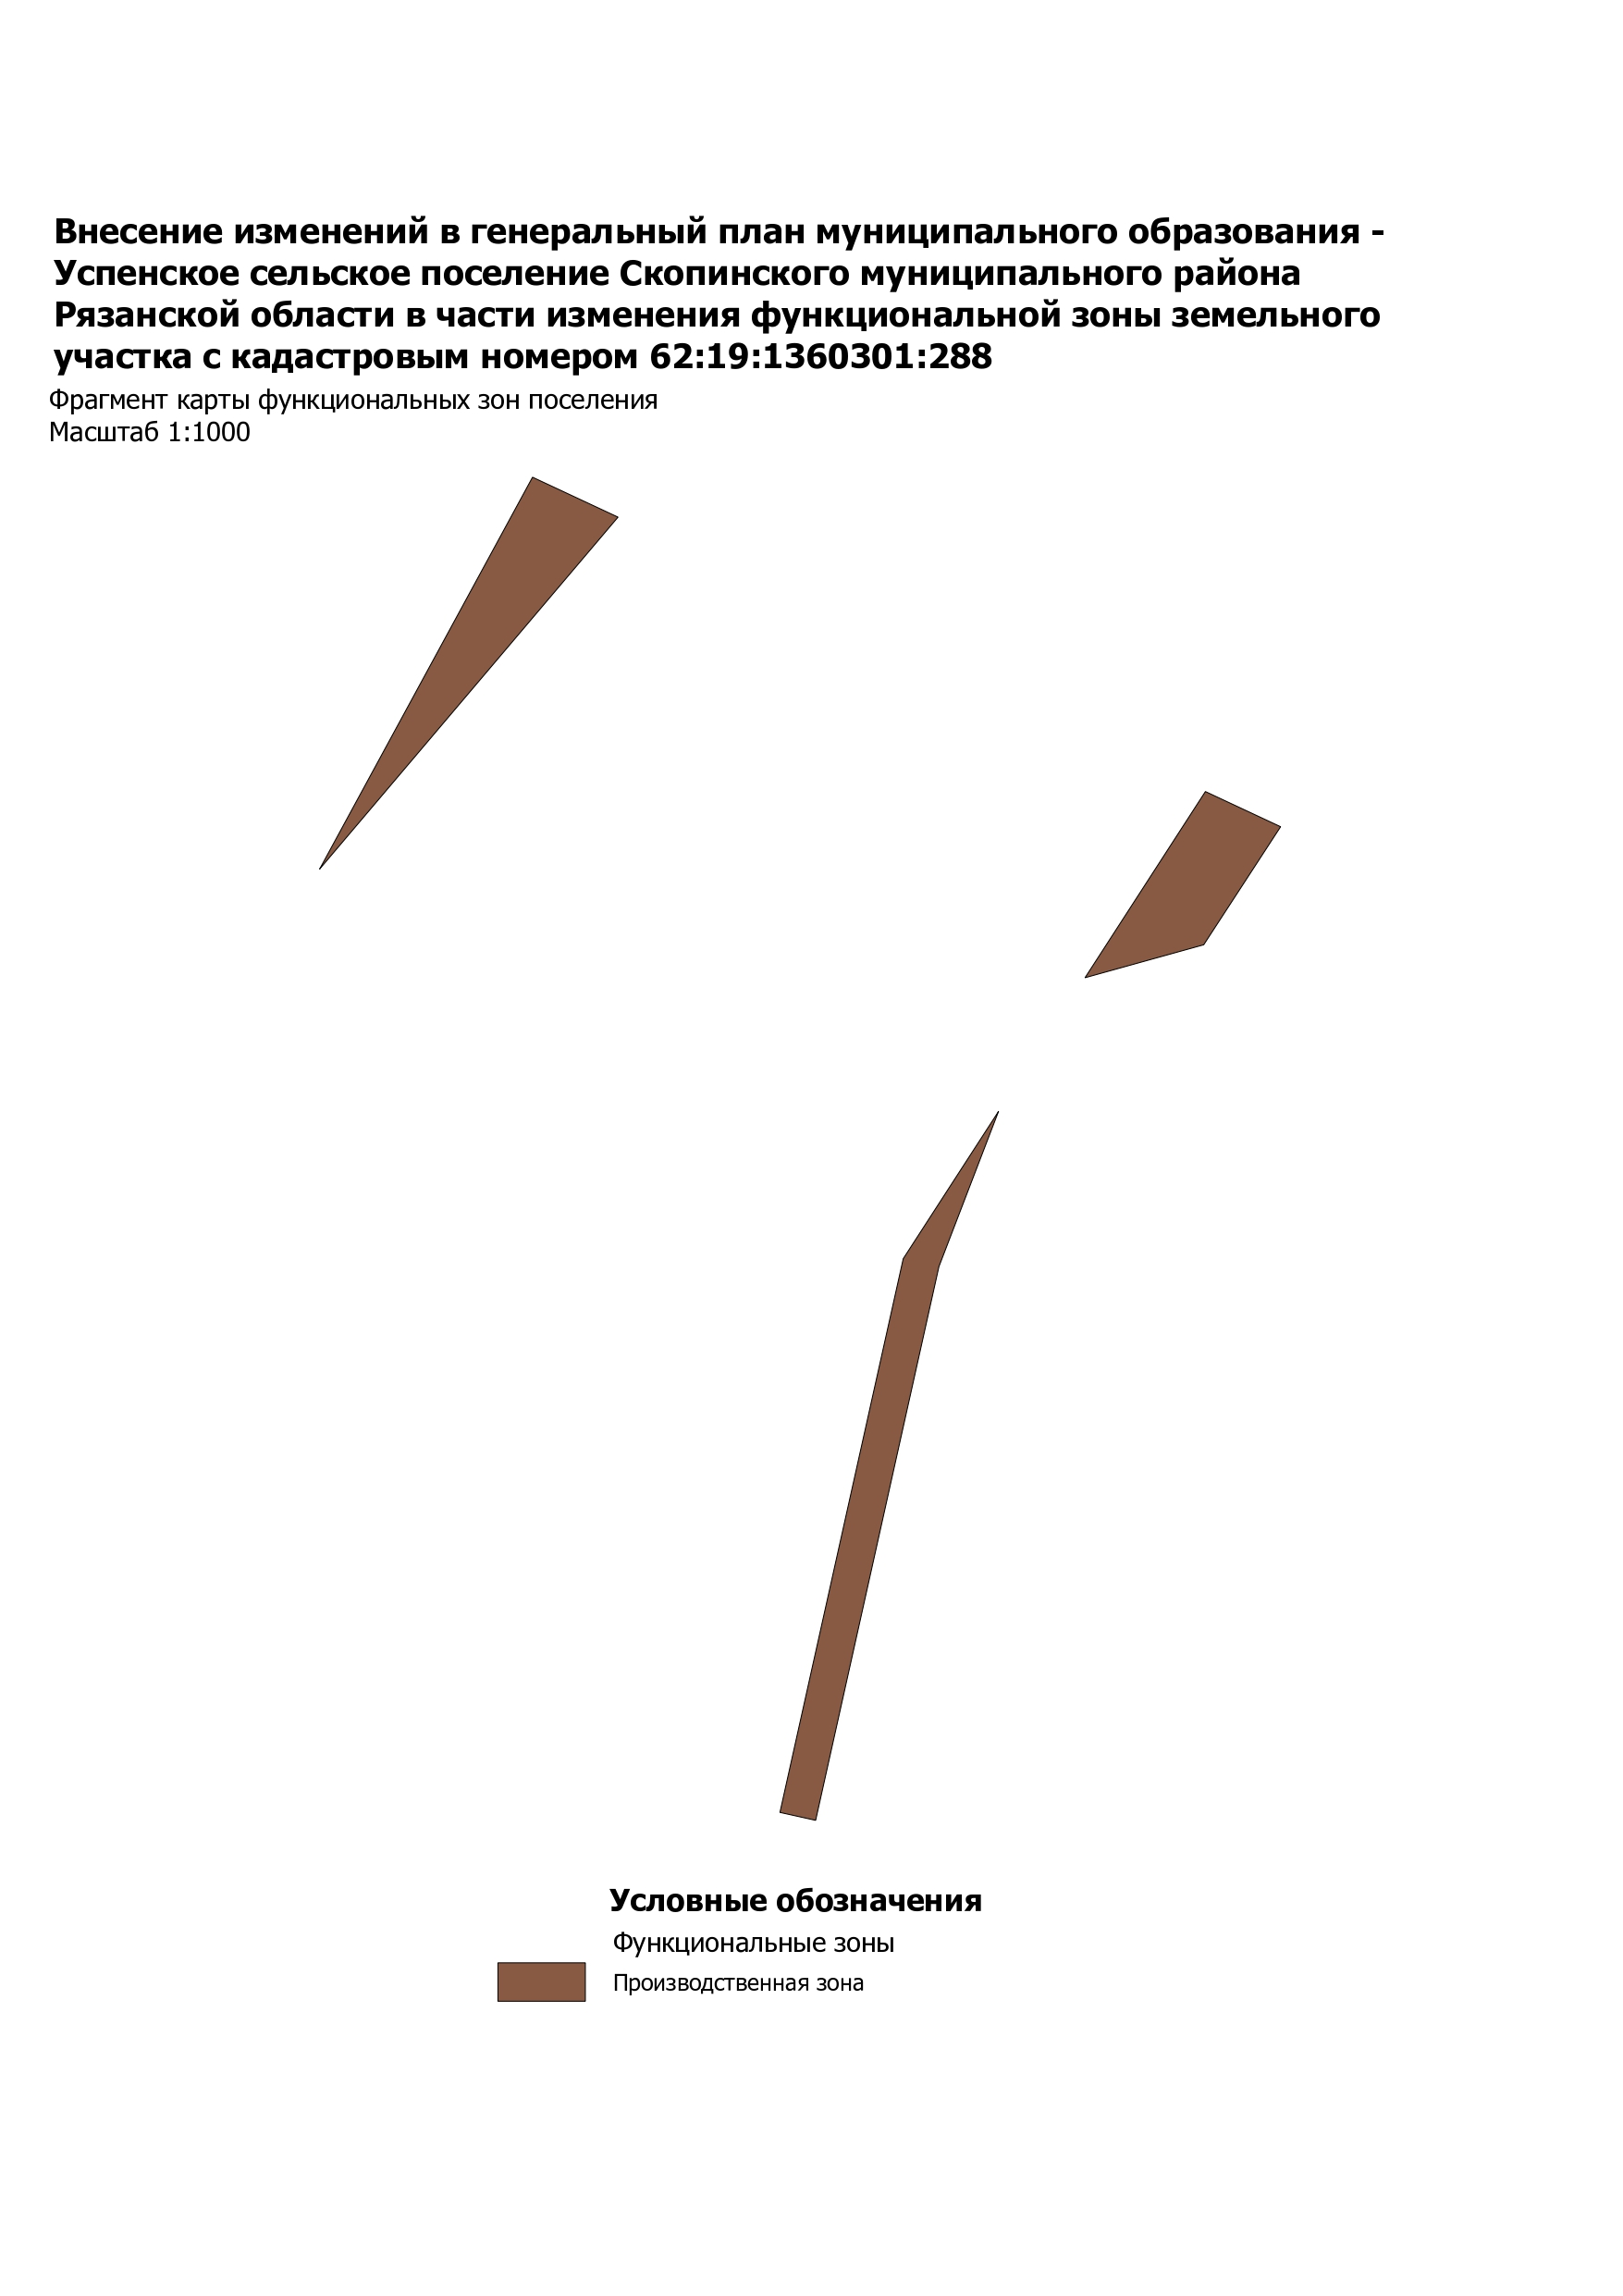 Внесение изменений в генеральный план муниципального образования -
Успенское сельское поселение Скопинского муниципального района
Рязанской области в части изменения функциональной зоны земельного
участка с кадастровым номером 62:19:1360301:288
Фрагмент карты функциональных зон поселения
Масштаб 1:1000
Условные обозначения
Функциональные зоны
Производственная зона